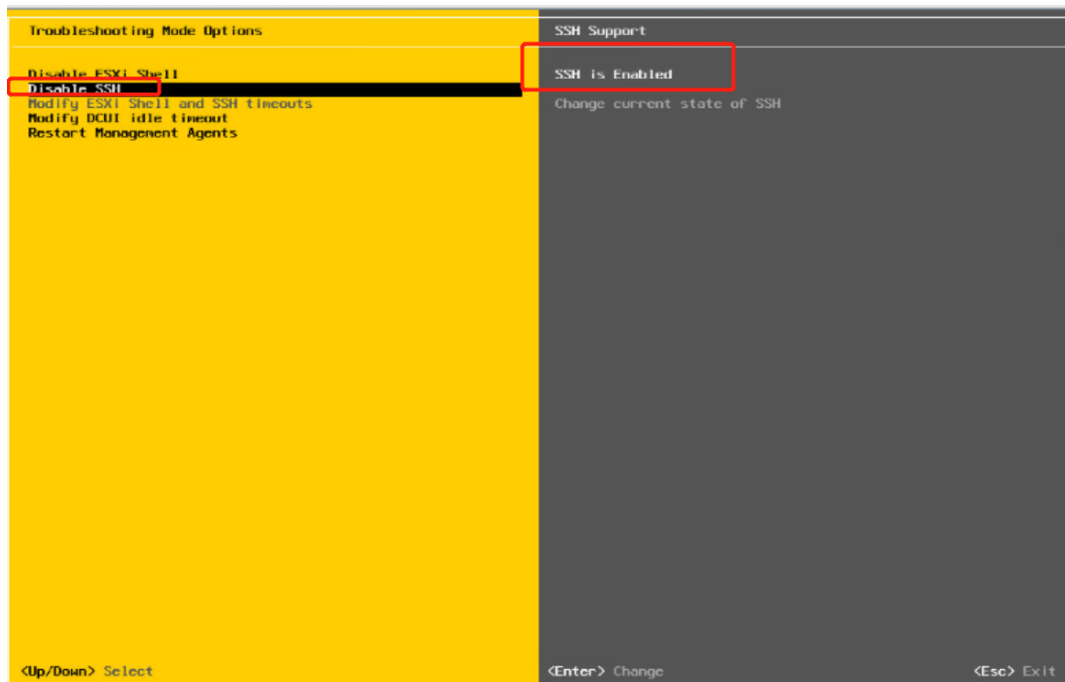 Troubleshooting Mode Options
Disable ESXi Shell
Disable SSH
Modify ESXi Shell and SSH timeouts
Modify DCUI idle timeout
Restart Management Agents
SSH Support
SSH is Enabled
Change current state of SSH
<Up/Down> Select
<Enter> Change
<Esc> Exit